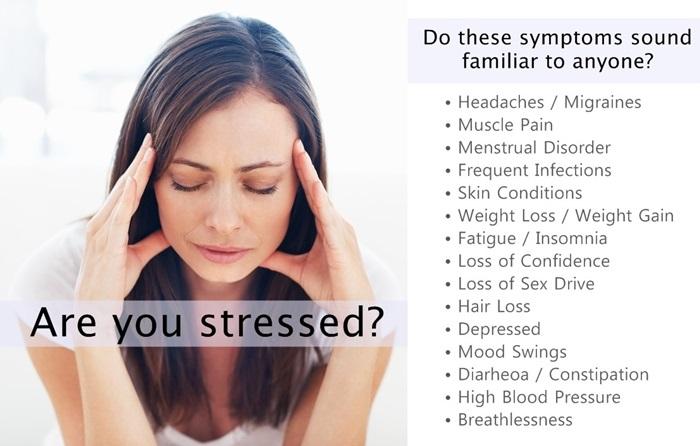 Do these symptoms sound
familiar to anyone?
• Headaches / Migraines
• Muscle Pain
• Menstrual Disorder
• Frequent Infections
• Skin Conditions
• Weight Loss / Weight Gain
• Fatigue / Insomnia
• Loss of Confidence
• Loss of Sex Drive
• Hair Loss
• Depressed
• Mood Swings
• Diarheoa / Constipation
• High Blood Pressure
• Breathlessness
Are you stressed?